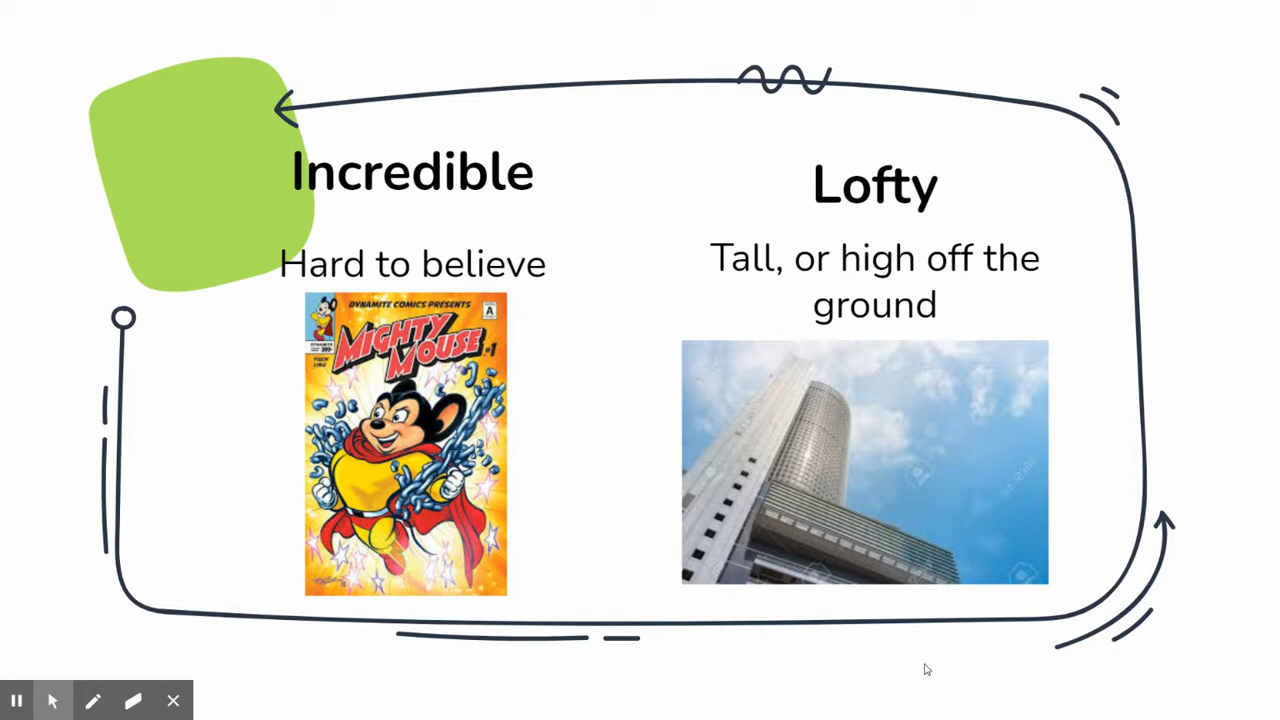 Incredible
Hard to believe
DYNAMITE COMICS PRESENTS
A
MIGHTY
MOUSE #1
Lofty
Tall, or high off the
ground